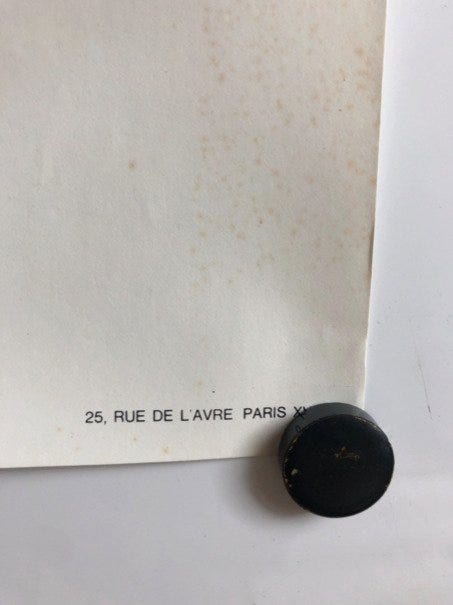 25, RUE DE L'AVRE PARIS